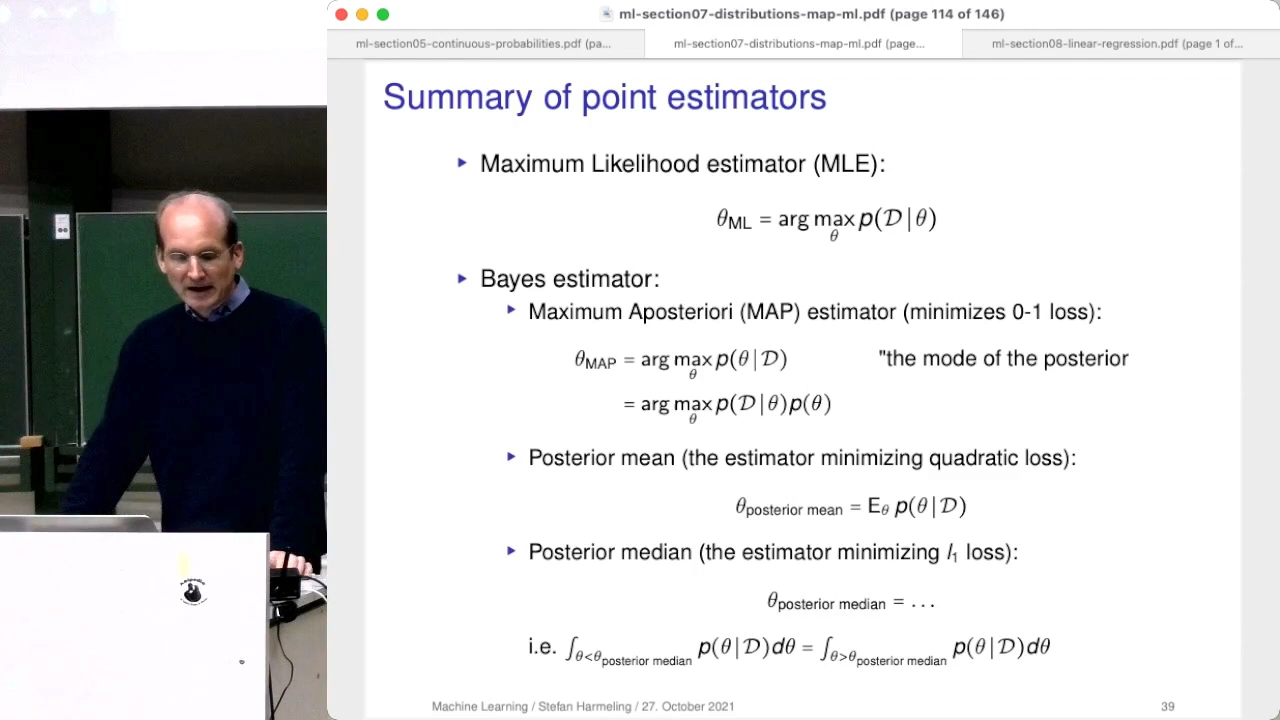 ml-section07-distributions-map-ml.pdf (page 114 of 146)
ml-section05-continuous-probabilities.pdf (pa...
ml-section07-distributions-map-ml.pdf (page...
ml-section08-linear-regression.pdf (page 1 of...
Summary of point estimators
▸ Maximum Likelihood estimator (MLE):
θ_ML = arg max_θ p(𝒟 | θ)
▸ Bayes estimator:
▸ Maximum Aposteriori (MAP) estimator (minimizes 0-1 loss):
θ_MAP = arg max_θ p(θ | 𝒟) "the mode of the posterior
= arg max_θ p(𝒟 | θ)p(θ)
▸ Posterior mean (the estimator minimizing quadratic loss):
θ_posterior mean = E_θ p(θ | 𝒟)
▸ Posterior median (the estimator minimizing l₁ loss):
θ_posterior median = ...
i.e. ∫_θ<θ_posterior median p(θ | 𝒟)dθ = ∫_θ>θ_posterior median p(θ | 𝒟)dθ
Machine Learning / Stefan Harmeling / 27. October 2021
39